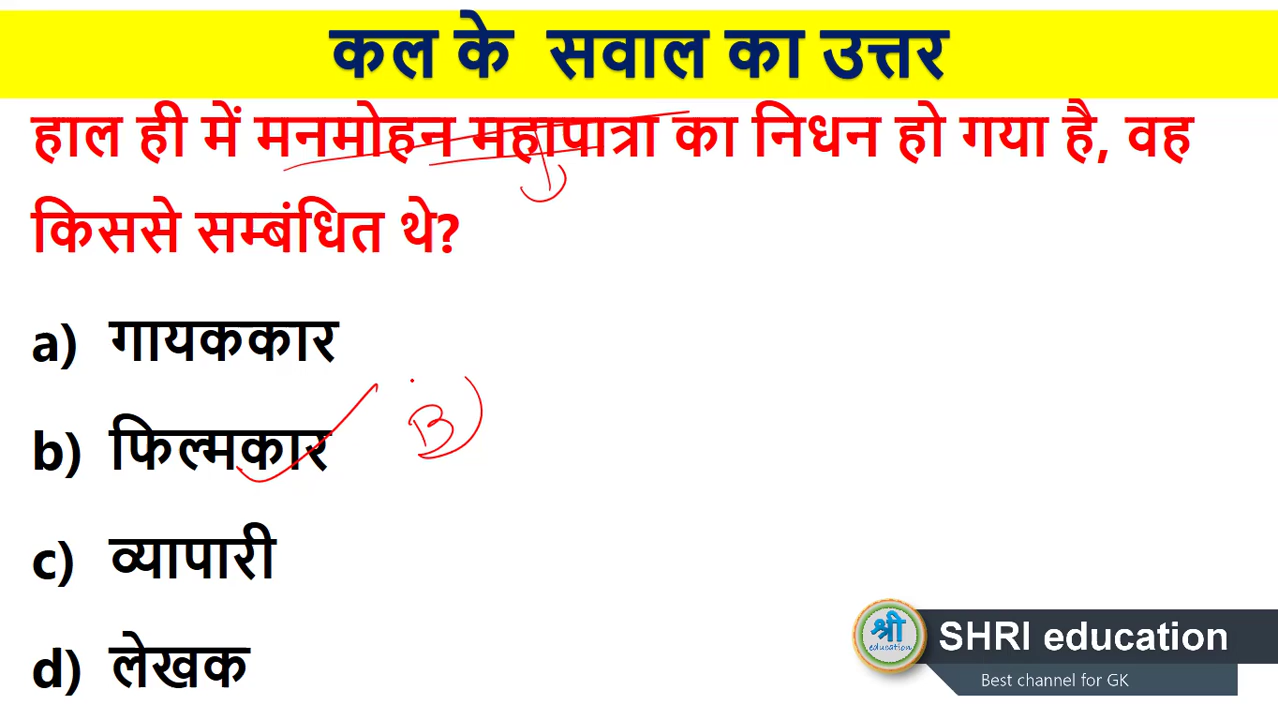 कल के सवाल का उत्तर
हाल ही में मनमोहन महापात्रा का निधन हो गया है, वह
किससे सम्बंधित थे?
a) गायककार
b) फिल्मकार
B)
c) व्यापारी
d) लेखक
श्री
education
SHRI education
Best channel for GK